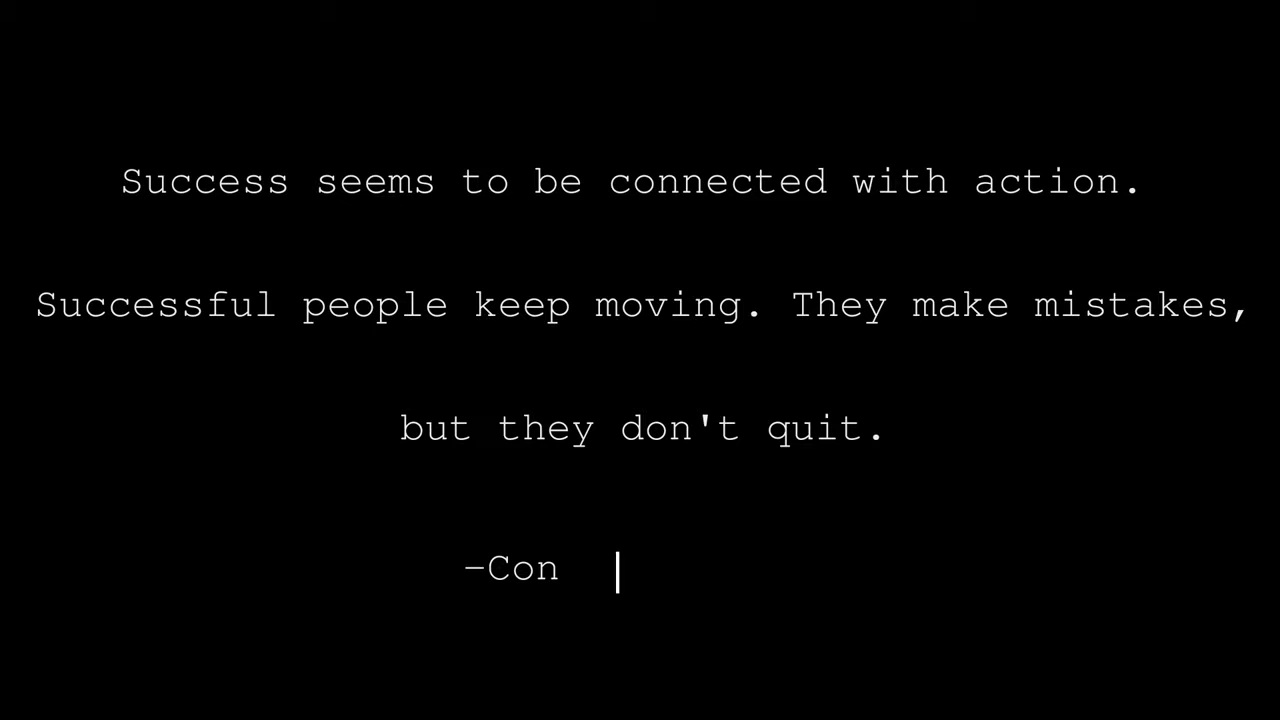 Success seems to be connected with action.
Successful people keep moving. They make mistakes,
but they don't quit.
-Con